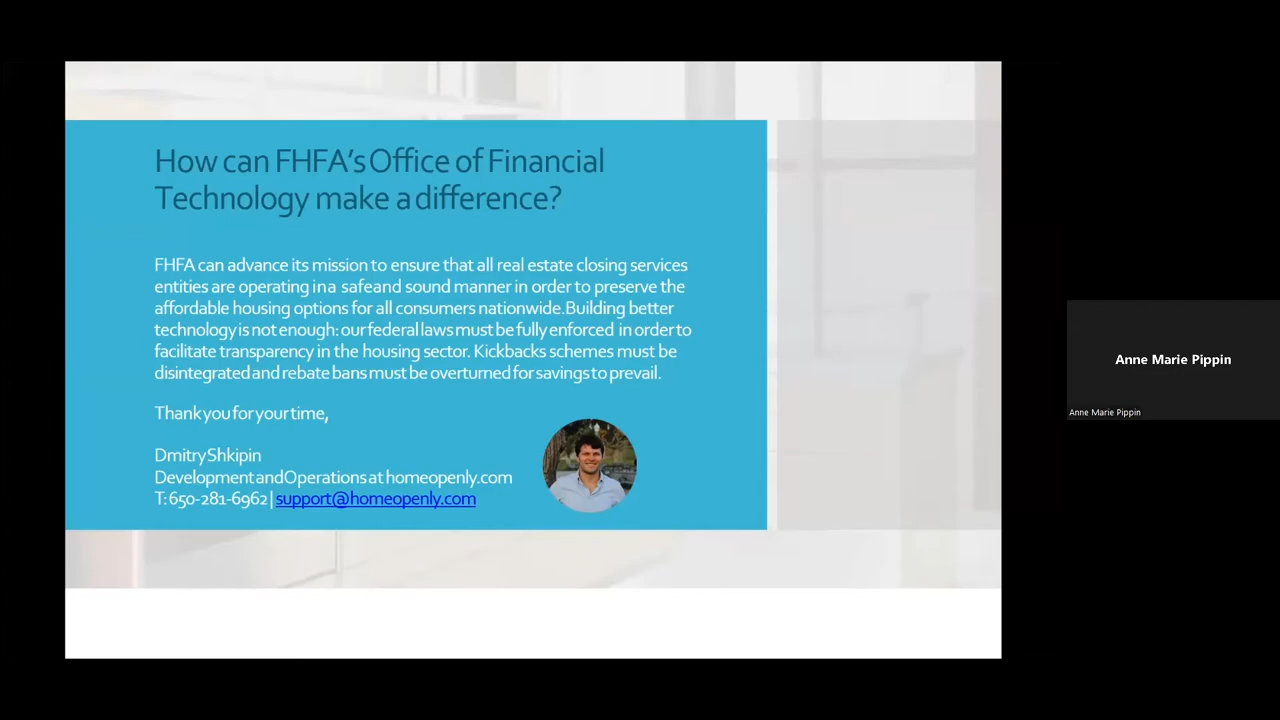 How can FHFA's Office of Financial
Technology make a difference?
FHFA can advance its mission to ensure that all real estate closing services
entities are operating in a safe and sound manner in order to preserve the
affordable housing options for all consumers nationwide. Building better
technology is not enough: our federal laws must be fully enforced in order to
facilitate transparency in the housing sector. Kickbacks schemes must be
disintegrated and rebate bans must be overturned for savings to prevail.
Thank you for your time,
Dmitry Shkipin
Development and Operations at homeopenly.com
T: 650-281-6962 | support@homeopenly.com
Anne Marie Pippin
Anne Marie Pippin